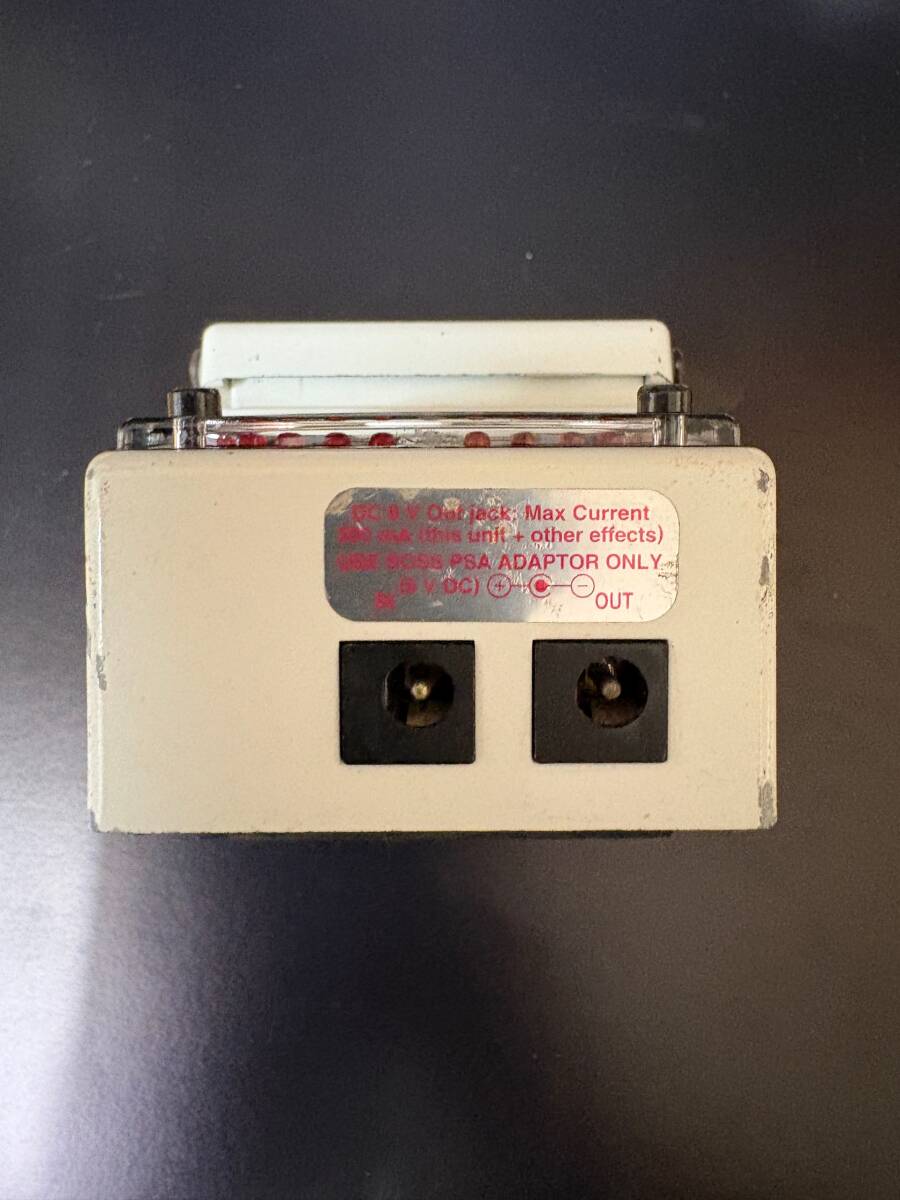 DC 9 V Out jack: Max Current
200 mA (this unit + other effects)
USE BOSS PSA ADAPTOR ONLY
(9 V DC) + −
IN OUT